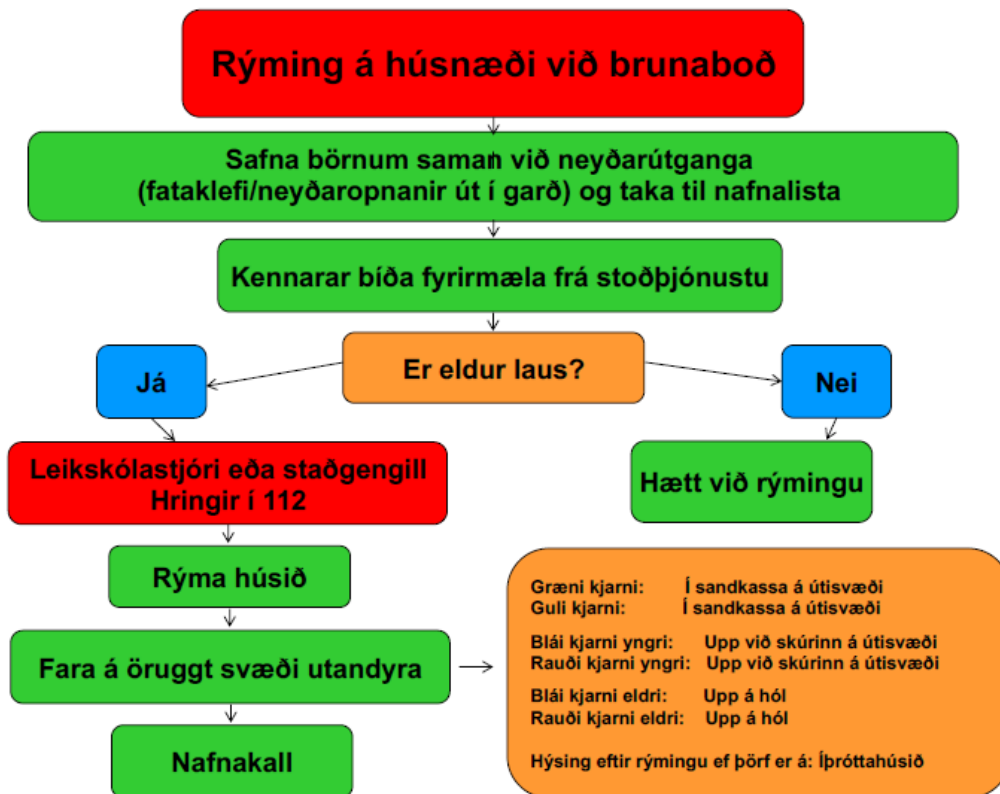 Rýming á húsnæði við brunaboð
Safna börnum saman við neyðarútganga
(fataklefi/neyðaropnanir út í garð) og taka til nafnalista
Kennarar bíða fyrirmæla frá stoðþjónustu
Er eldur laus?
Já
Nei
Leikskólastjóri eða staðgengill
Hringir í 112
Hætt við rýmingu
Rýma húsið
Fara á öruggt svæði utandyra
Nafnakall
Græni kjarni: Í sandkassa á útisvæði
Guli kjarni: Í sandkassa á útisvæði
Blái kjarni yngri: Upp við skúrinn á útisvæði
Rauði kjarni yngri: Upp við skúrinn á útisvæði
Blái kjarni eldri: Upp á hól
Rauði kjarni eldri: Upp á hól
Hýsing eftir rýmingu ef þörf er á: Íþróttahúsið